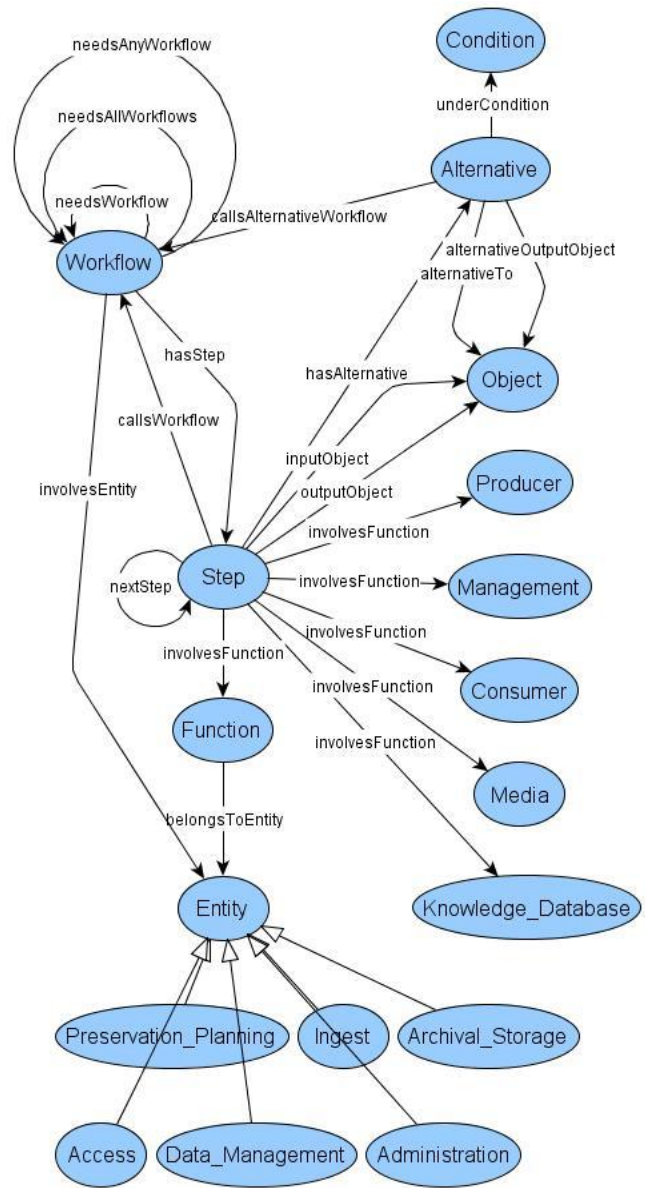 needsAnyWorkflow
Condition
underCondition
needsAllWorkflows
Alternative
needsWorkflow
callsAlternativeWorkflow
alternativeOutputObject
Workflow
alternativeTo
hasStep
hasAlternative
Object
callsWorkflow
inputObject
involvesEntity
outputObject
Producer
involvesFunction
Step
nextStep
involvesFunction
Management
involvesFunction
involvesFunction
Consumer
involvesFunction
Function
involvesFunction
Media
belongsToEntity
Entity
Knowledge_Database
Preservation_Planning
Ingest
Archival_Storage
Access
Data_Management
Administration